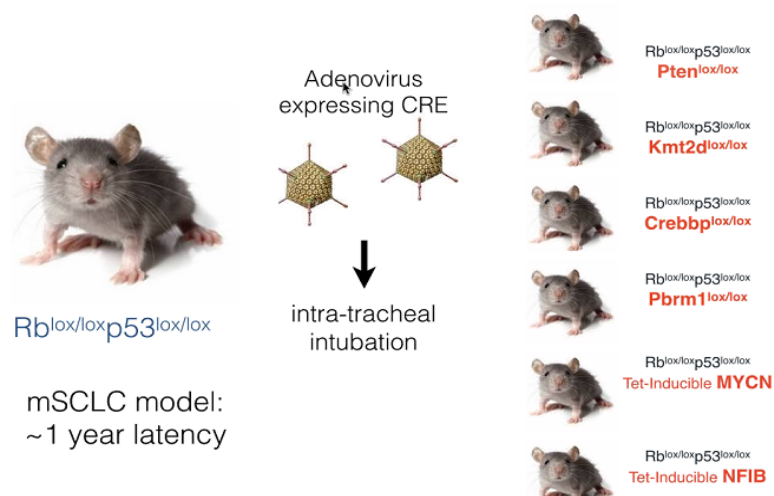 Rblox/loxp53lox/lox
mSCLC model:
~1 year latency
Adenovirus
expressing CRE
intra-tracheal
intubation
Rblox/loxp53lox/lox
Ptenlox/lox
Rblox/loxp53lox/lox
Kmt2dlox/lox
Rblox/loxp53lox/lox
Crebbplox/lox
Rblox/loxp53lox/lox
Pbrm1lox/lox
Rblox/loxp53lox/lox
Tet-Inducible MYCN
Rblox/loxp53lox/lox
Tet-Inducible NFIB